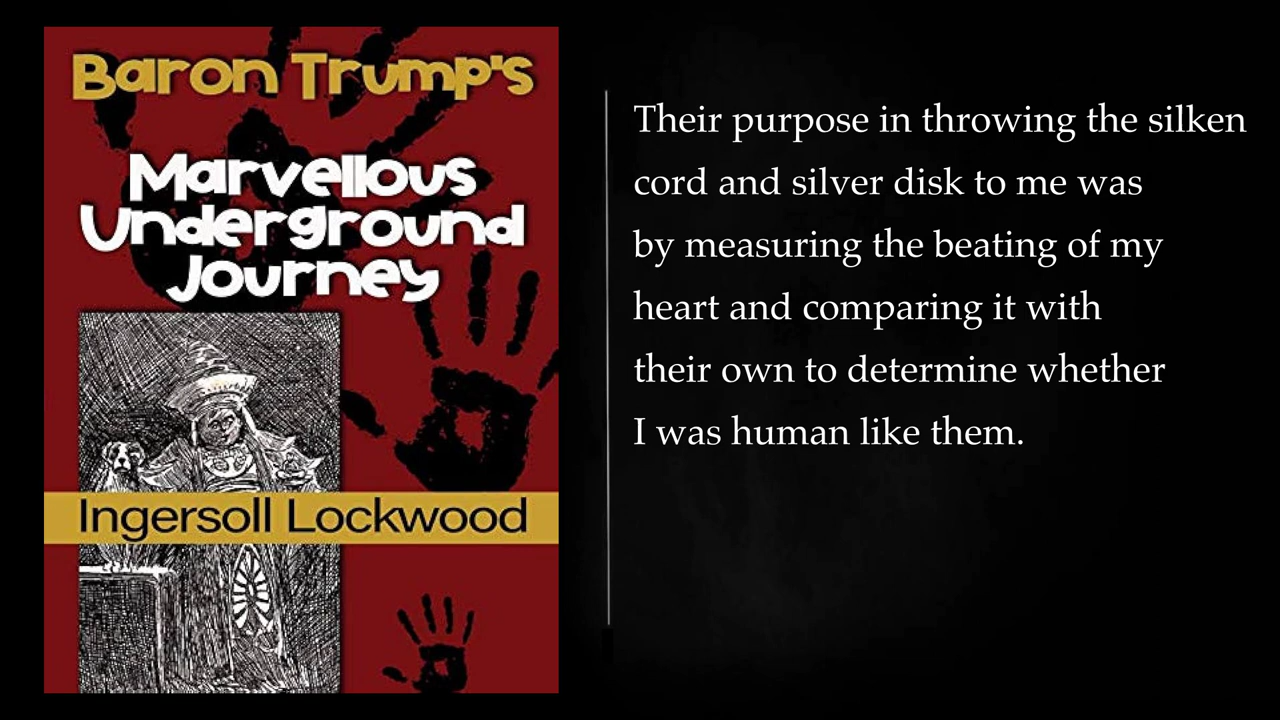 Baron Trump's
Marvellous
Underground
Journey
Ingersoll Lockwood
Their purpose in throwing the silken
cord and silver disk to me was
by measuring the beating of my
heart and comparing it with
their own to determine whether
I was human like them.